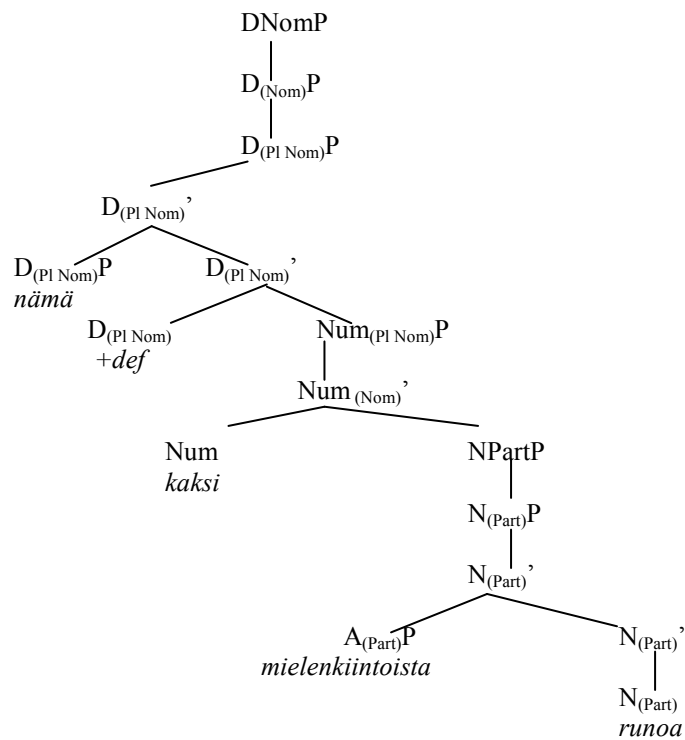 DNomP
D(Nom)P
D(Pl Nom)P
D(Pl Nom)’
D(Pl Nom)P D(Pl Nom)’
nämä
D(Pl Nom) Num(Pl Nom)P
+def
Num (Nom)’
Num NPartP
kaksi
N(Part)P
N(Part)’
A(Part)P N(Part)’
mielenkiintoista
N(Part)
runoa